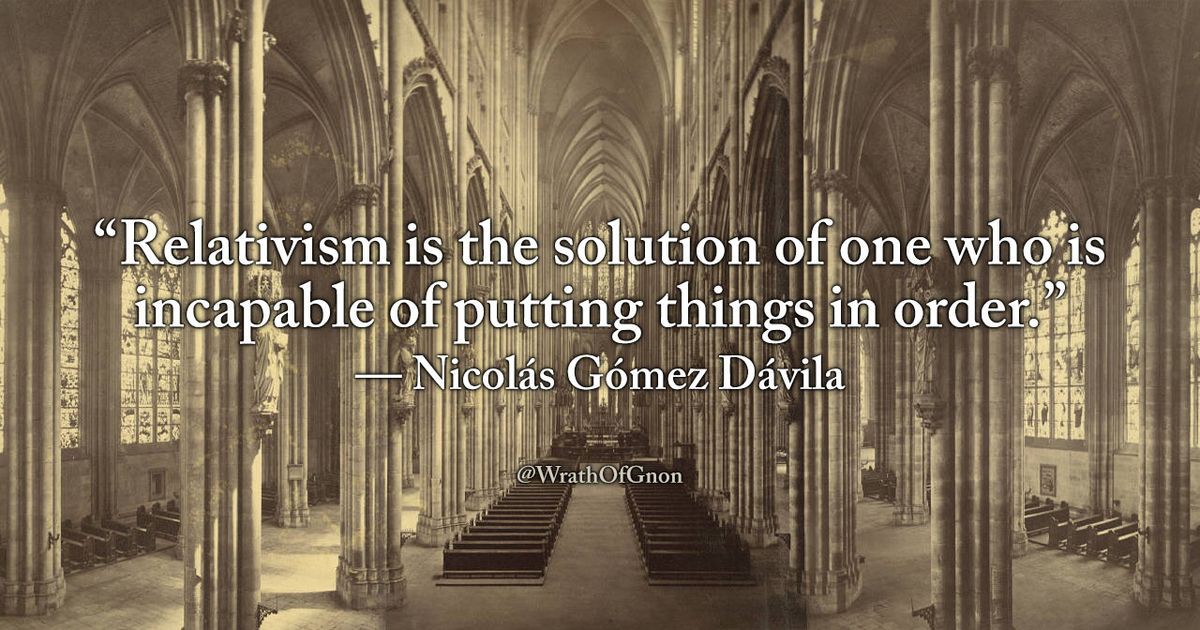 “Relativism is the solution of one who is
incapable of putting things in order.”
— Nicolás Gómez Dávila
@WrathOfGnon